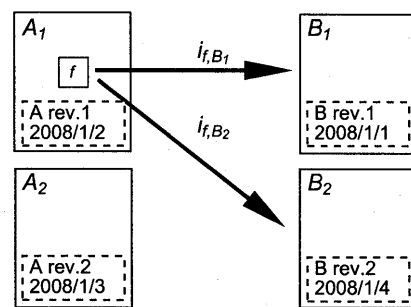 A1
f
A rev.1
2008/1/2
i f,B1
i f,B2
B1
B rev.1
2008/1/1
A2
A rev.2
2008/1/3
B2
B rev.2
2008/1/4